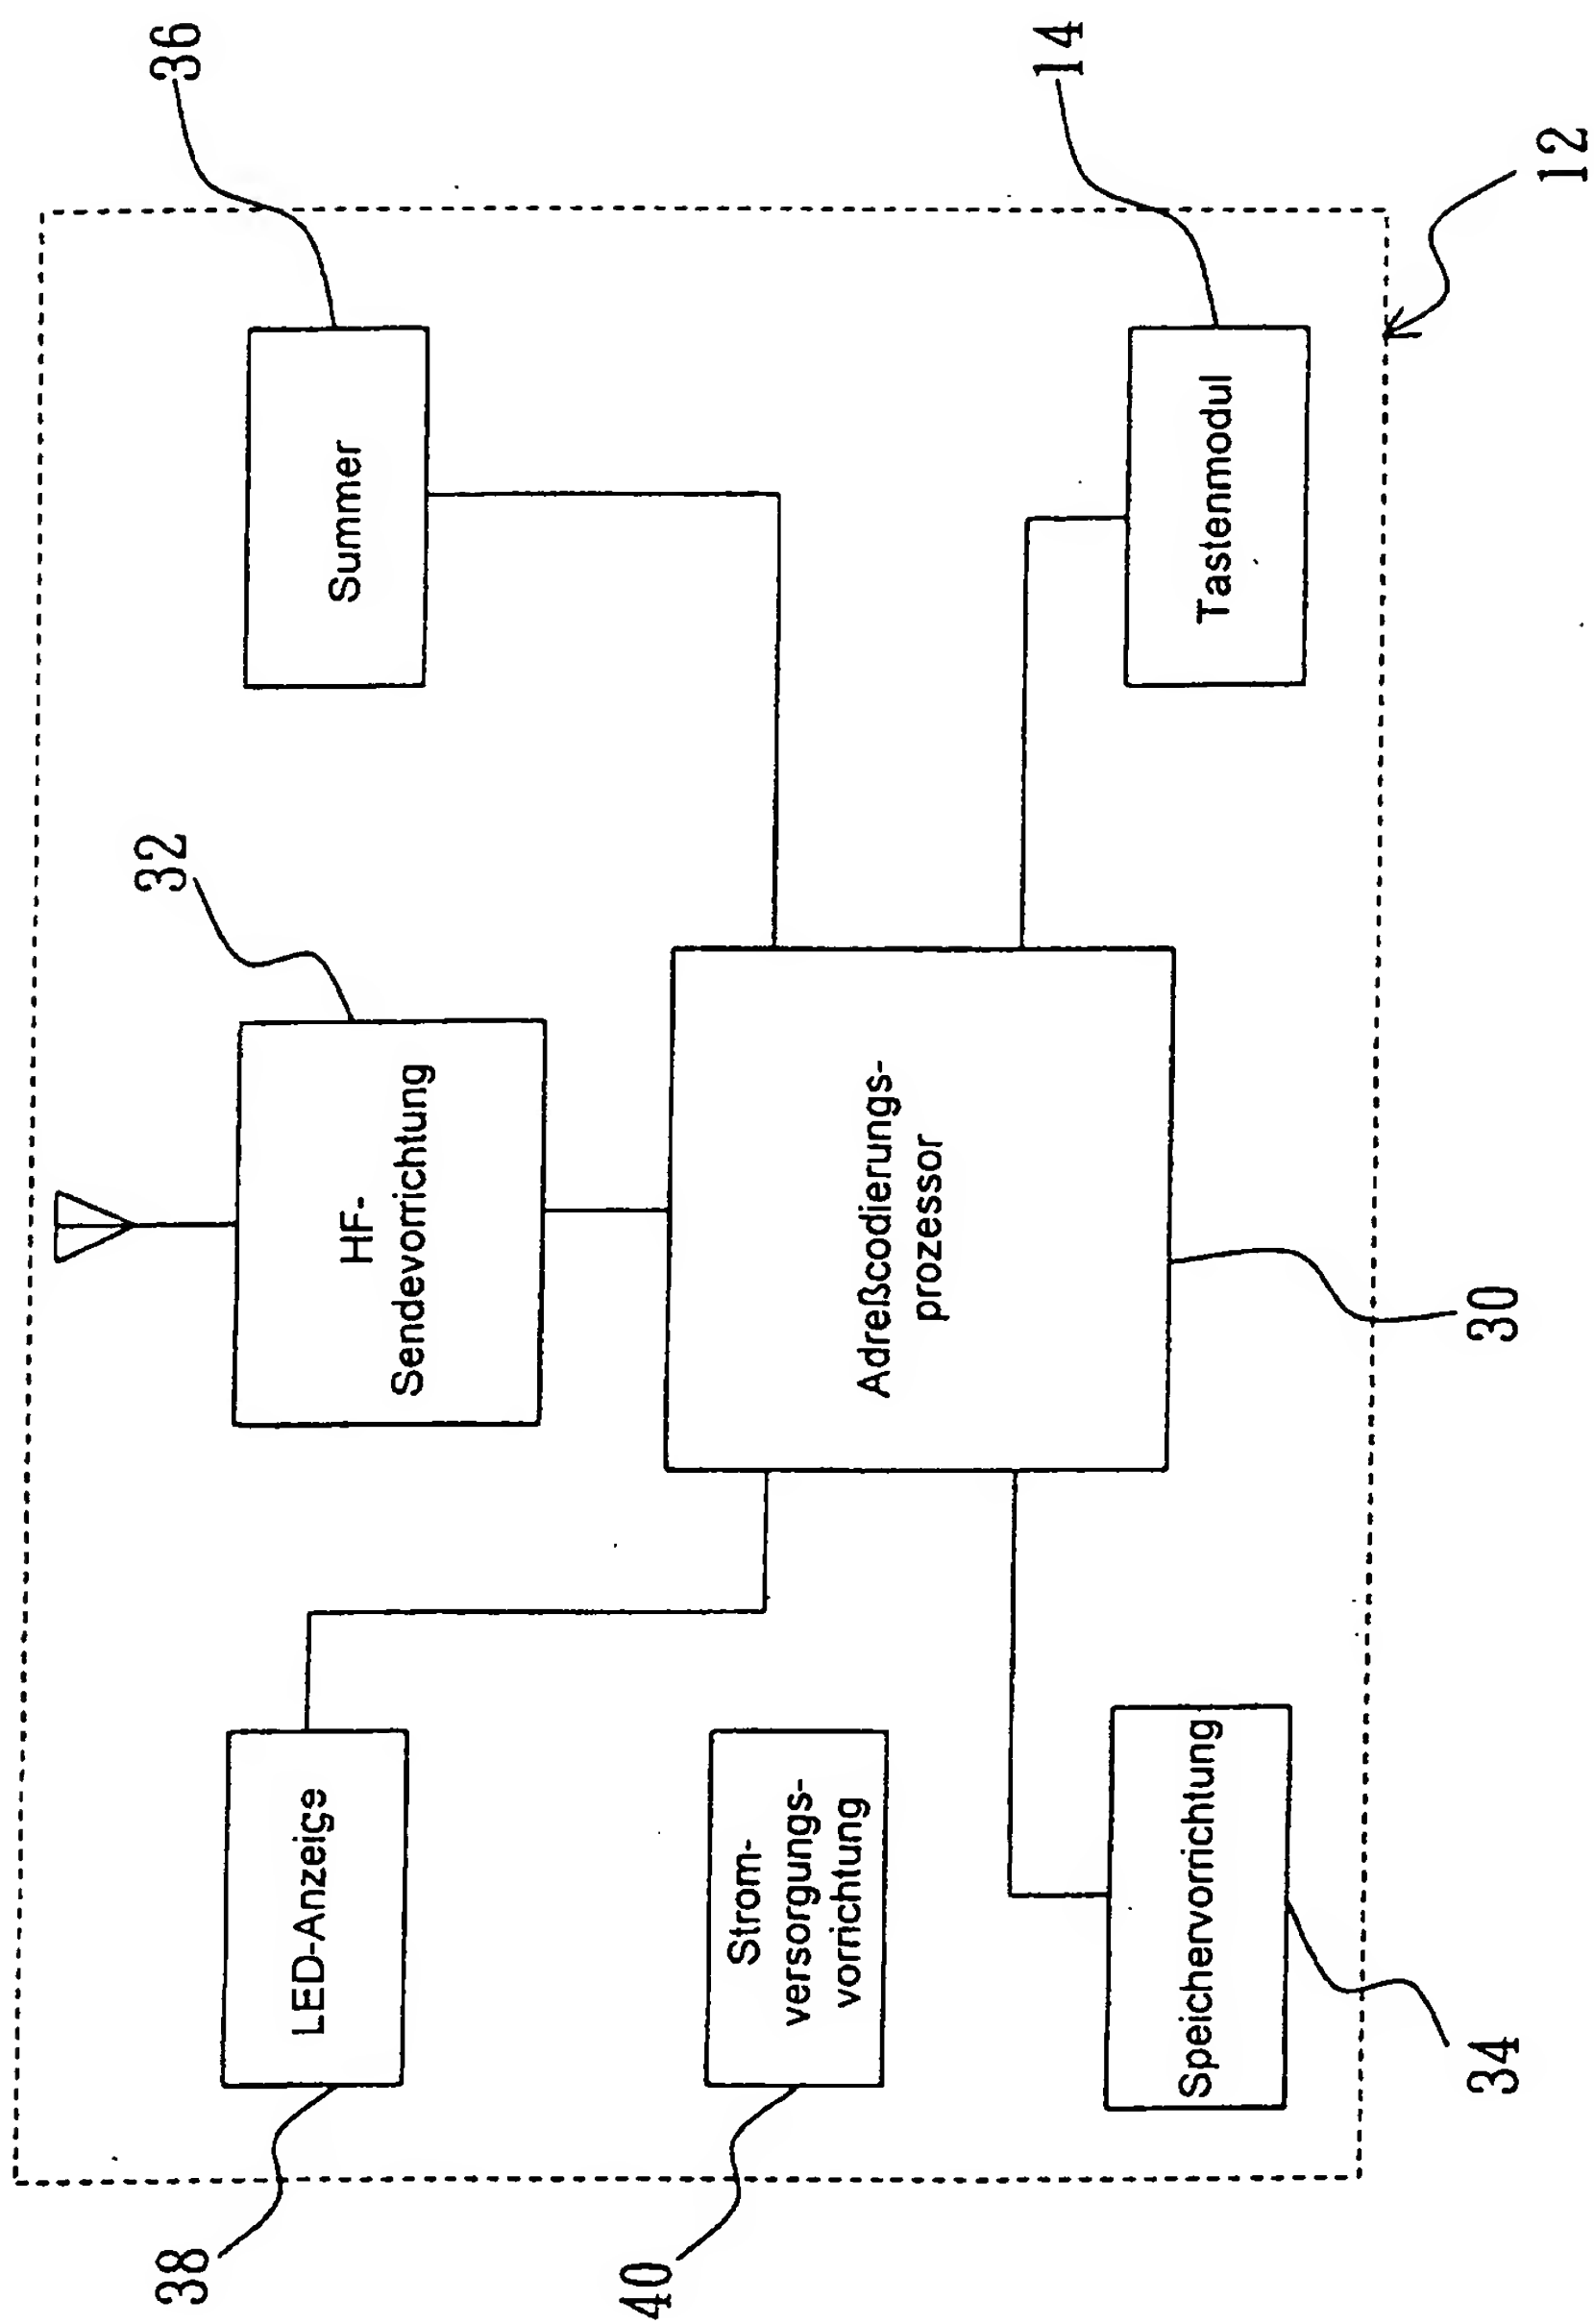 38
LED-Anzeige
40
Strom-
versorgungs-
vorrichtung
Speichervorrichtung
34
32
HF-
Sendevorrichtung
Adreßcodierungs-
prozessor
30
36
Summer
14
Tastenmodul
12